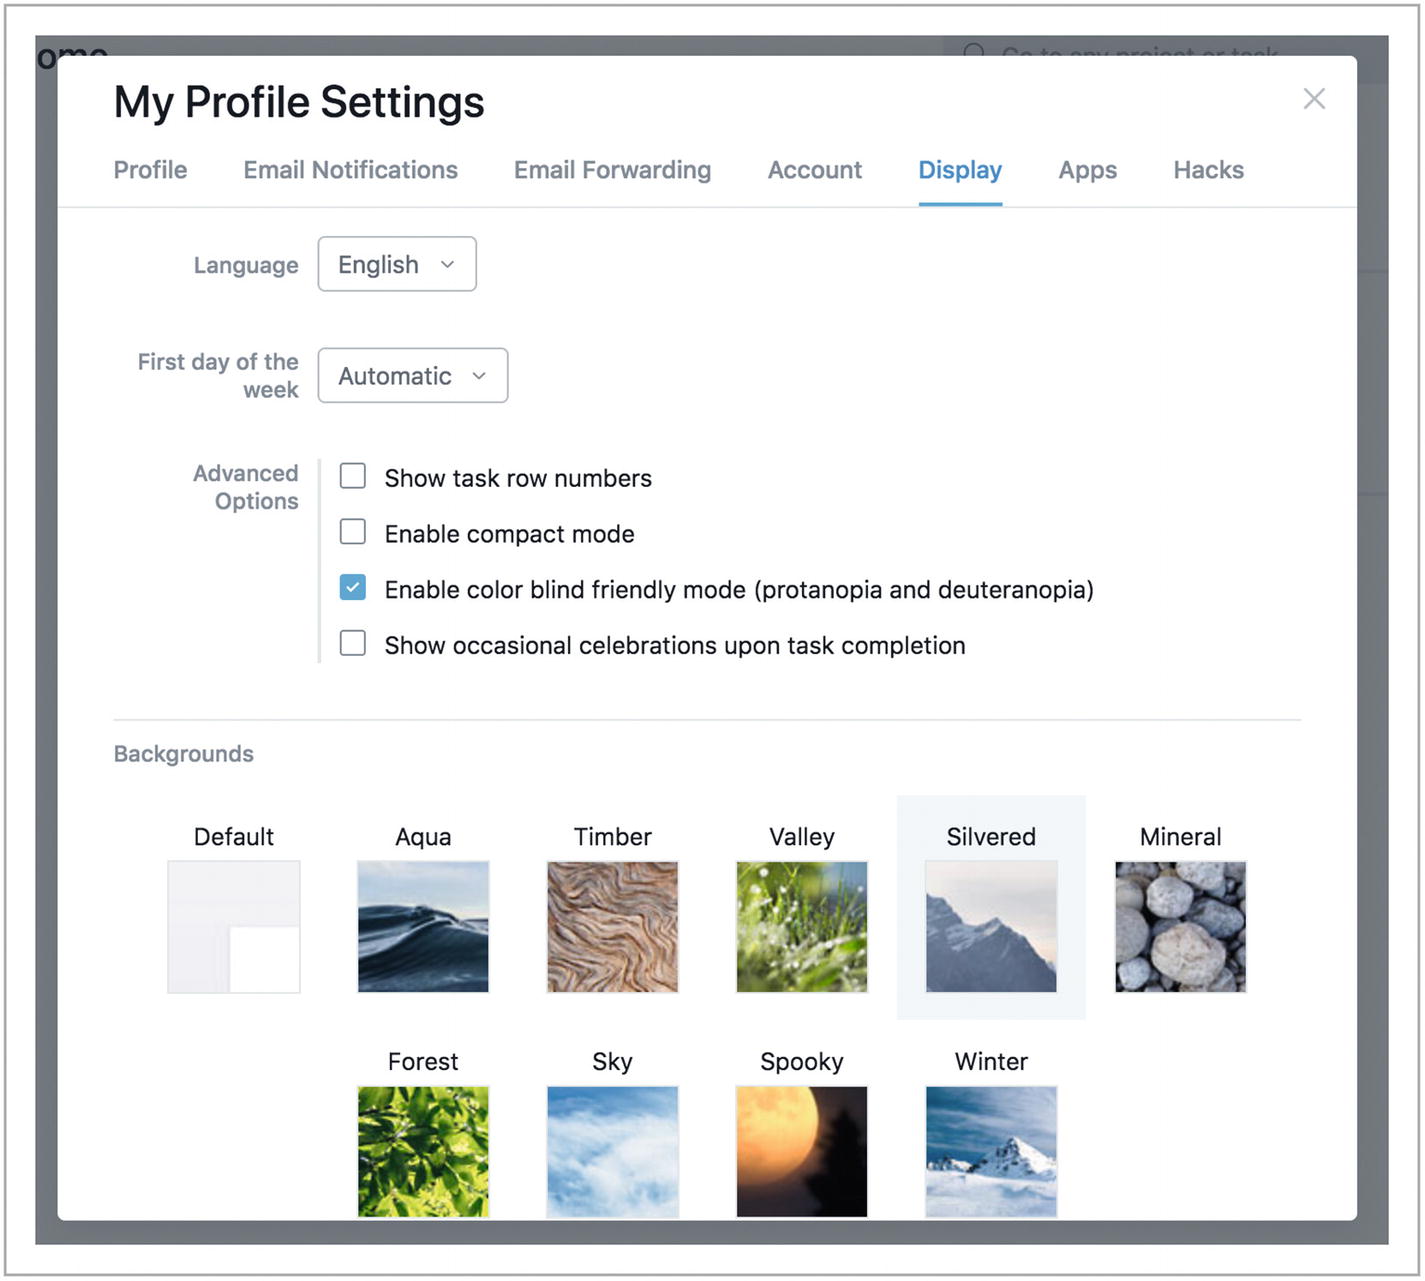 My Profile Settings
Profile Email Notifications Email Forwarding Account Display Apps Hacks
Language English
First day of the
week
Automatic
Advanced
Options
Show task row numbers
Enable compact mode
Enable color blind friendly mode (protanopia and deuteranopia)
Show occasional celebrations upon task completion
Backgrounds
Default Aqua Timber Valley Silvered Mineral
Forest Sky Spooky Winter